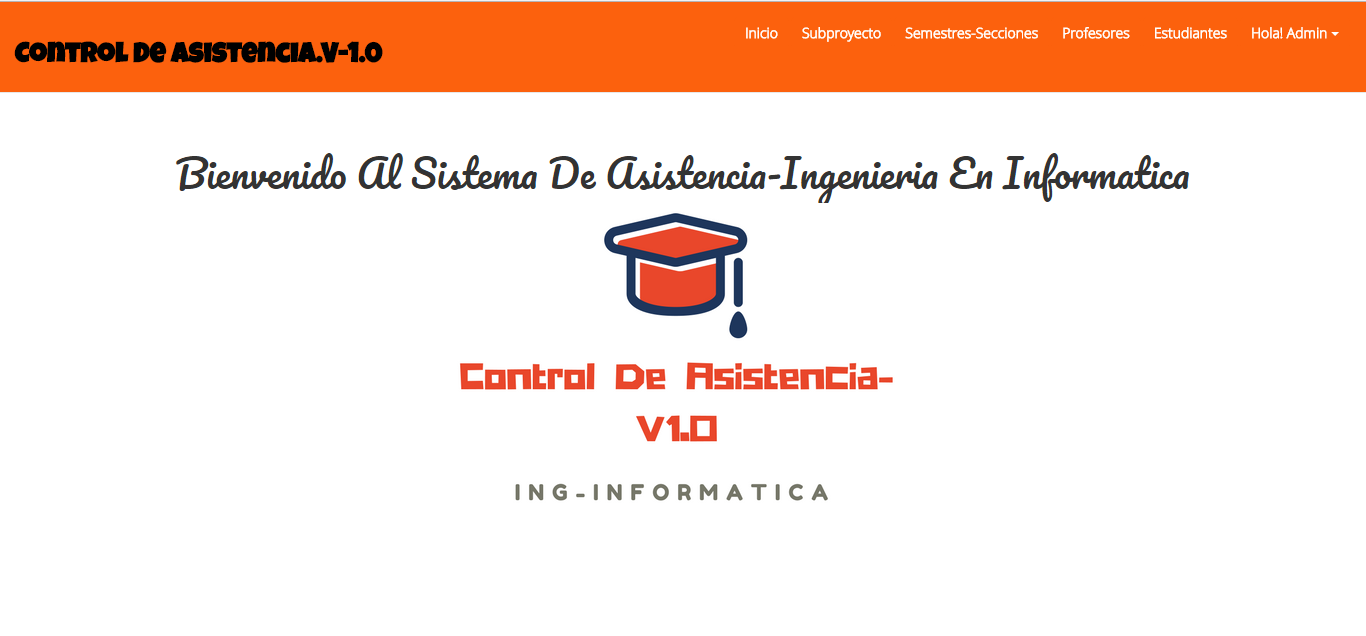 Control de Asistencia.V-1.0
Inicio Subproyecto Semestres-Secciones Profesores Estudiantes Hola! Admin
Bienvenido Al Sistema De Asistencia-Ingenieria En Informatica
Control De Asistencia-
V1.0
ING-INFORMATICA